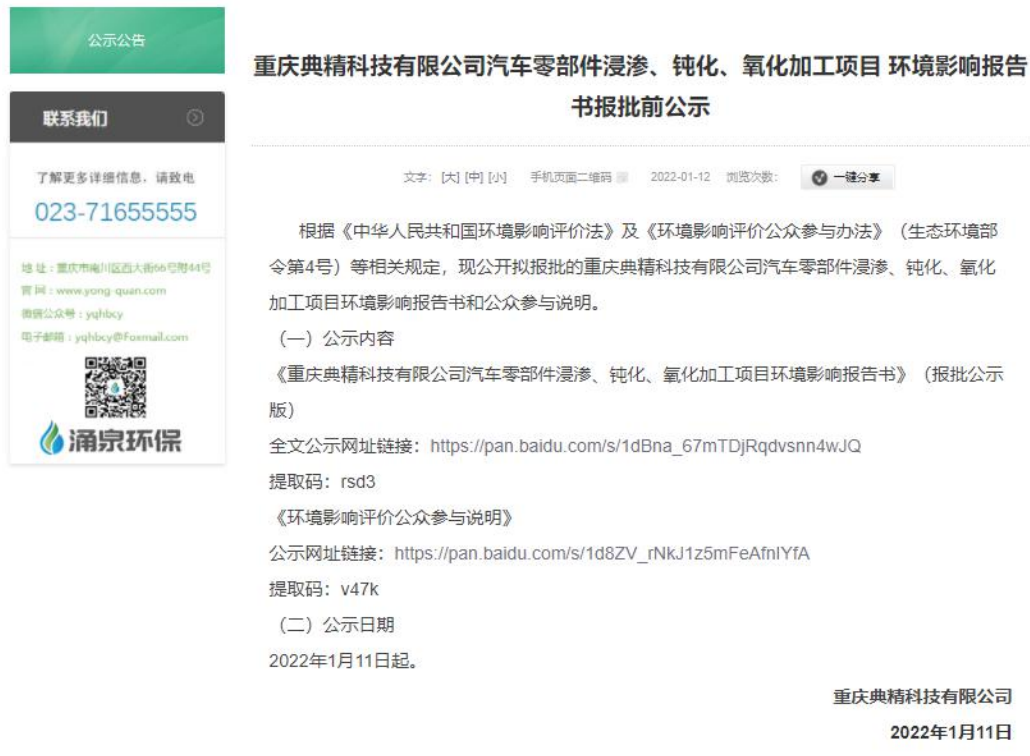 公示公告
联系我们
了解更多详细信息，请致电
023-71655555
地 址：重庆市南川区西大街66号附44号
官 网：www.yong-quan.com
微信公众号：yqhbcy
电子邮箱：yqhbcy@Foxmail.com
涌泉环保
重庆典精科技有限公司汽车零部件浸渗、钝化、氧化加工项目 环境影响报告
书报批前公示
文字： [大] [中] [小] 手机页面二维码 2022-01-12 浏览次数： 一键分享
根据《中华人民共和国环境影响评价法》及《环境影响评价公众参与办法》（生态环境部
令第4号）等相关规定，现公开拟报批的重庆典精科技有限公司汽车零部件浸渗、钝化、氧化
加工项目环境影响报告书和公众参与说明。
（一）公示内容
《重庆典精科技有限公司汽车零部件浸渗、钝化、氧化加工项目环境影响报告书》（报批公示
版）
全文公示网址链接：https://pan.baidu.com/s/1dBna_67mTDjRqdvsnn4wJQ
提取码：rsd3
《环境影响评价公众参与说明》
公示网址链接：https://pan.baidu.com/s/1d8ZV_rNkJ1z5mFeAfnIYfA
提取码：v47k
（二）公示日期
2022年1月11日起。
重庆典精科技有限公司
2022年1月11日